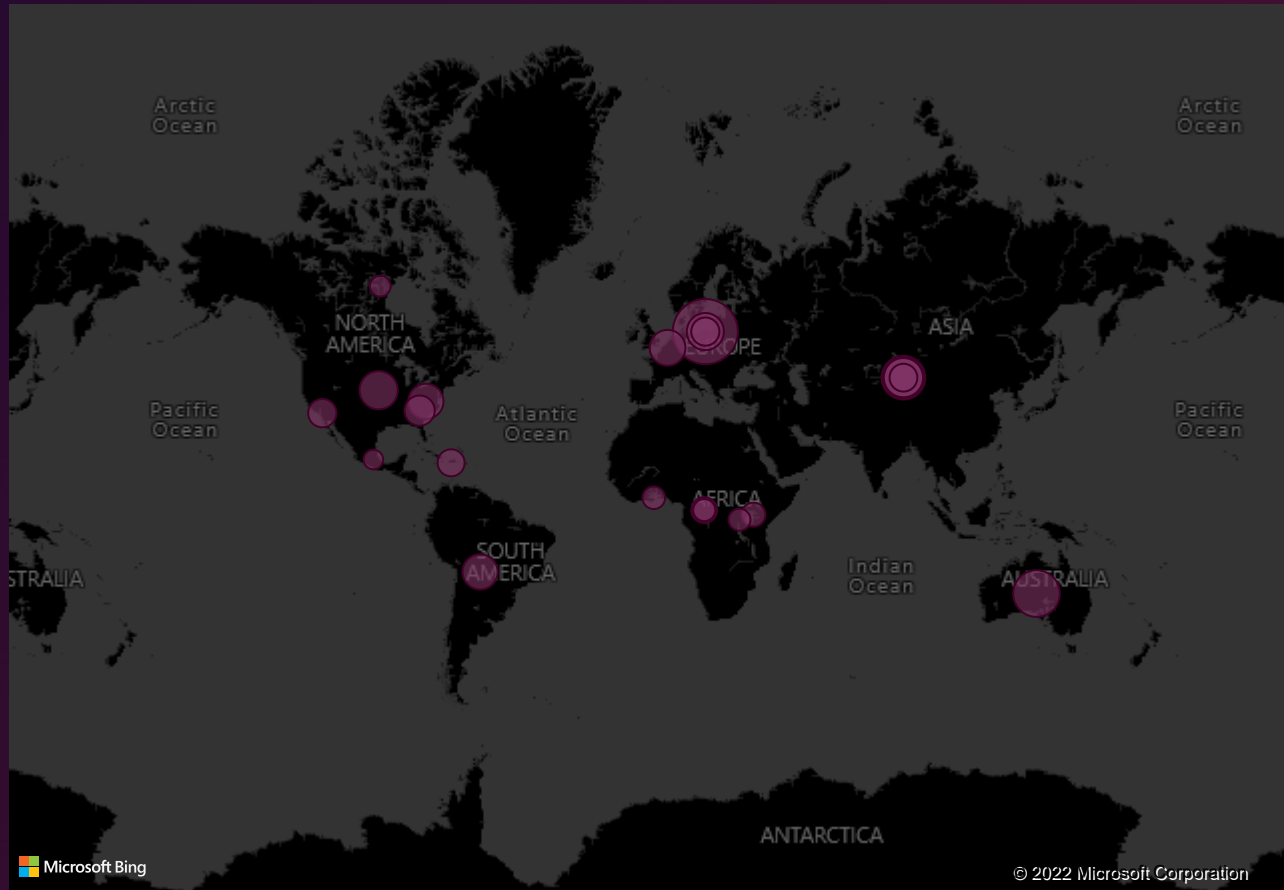 Arctic
Ocean
Arctic
Ocean
NORTH
AMERICA
EUROPE
ASIA
Pacific
Ocean
Atlantic
Ocean
Pacific
Ocean
AFRICA
SOUTH
AMERICA
Indian
Ocean
STRALIA
AUSTRALIA
ANTARCTICA
Microsoft Bing
© 2022 Microsoft Corporation